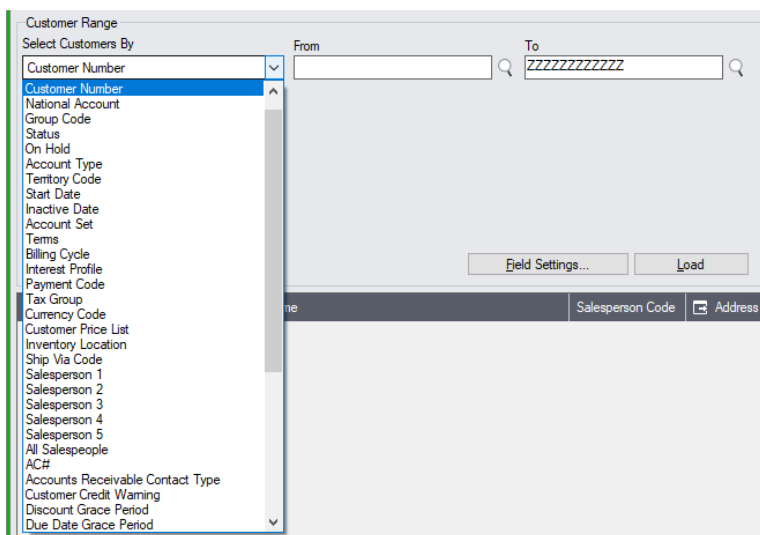 Customer Range
Select Customers By From To
Customer Number ZZZZZZZZZZZZ
Customer Number
National Account
Group Code
Status
On Hold
Account Type
Territory Code
Start Date
Inactive Date
Account Set
Terms
Billing Cycle
Interest Profile
Payment Code
Tax Group
Currency Code
Customer Price List
Inventory Location
Ship Via Code
Salesperson 1
Salesperson 2
Salesperson 3
Salesperson 4
Salesperson 5
All Salespeople
AC#
Accounts Receivable Contact Type
Customer Credit Warning
Discount Grace Period
Due Date Grace Period
Field Settings... Load
me Salesperson Code Address